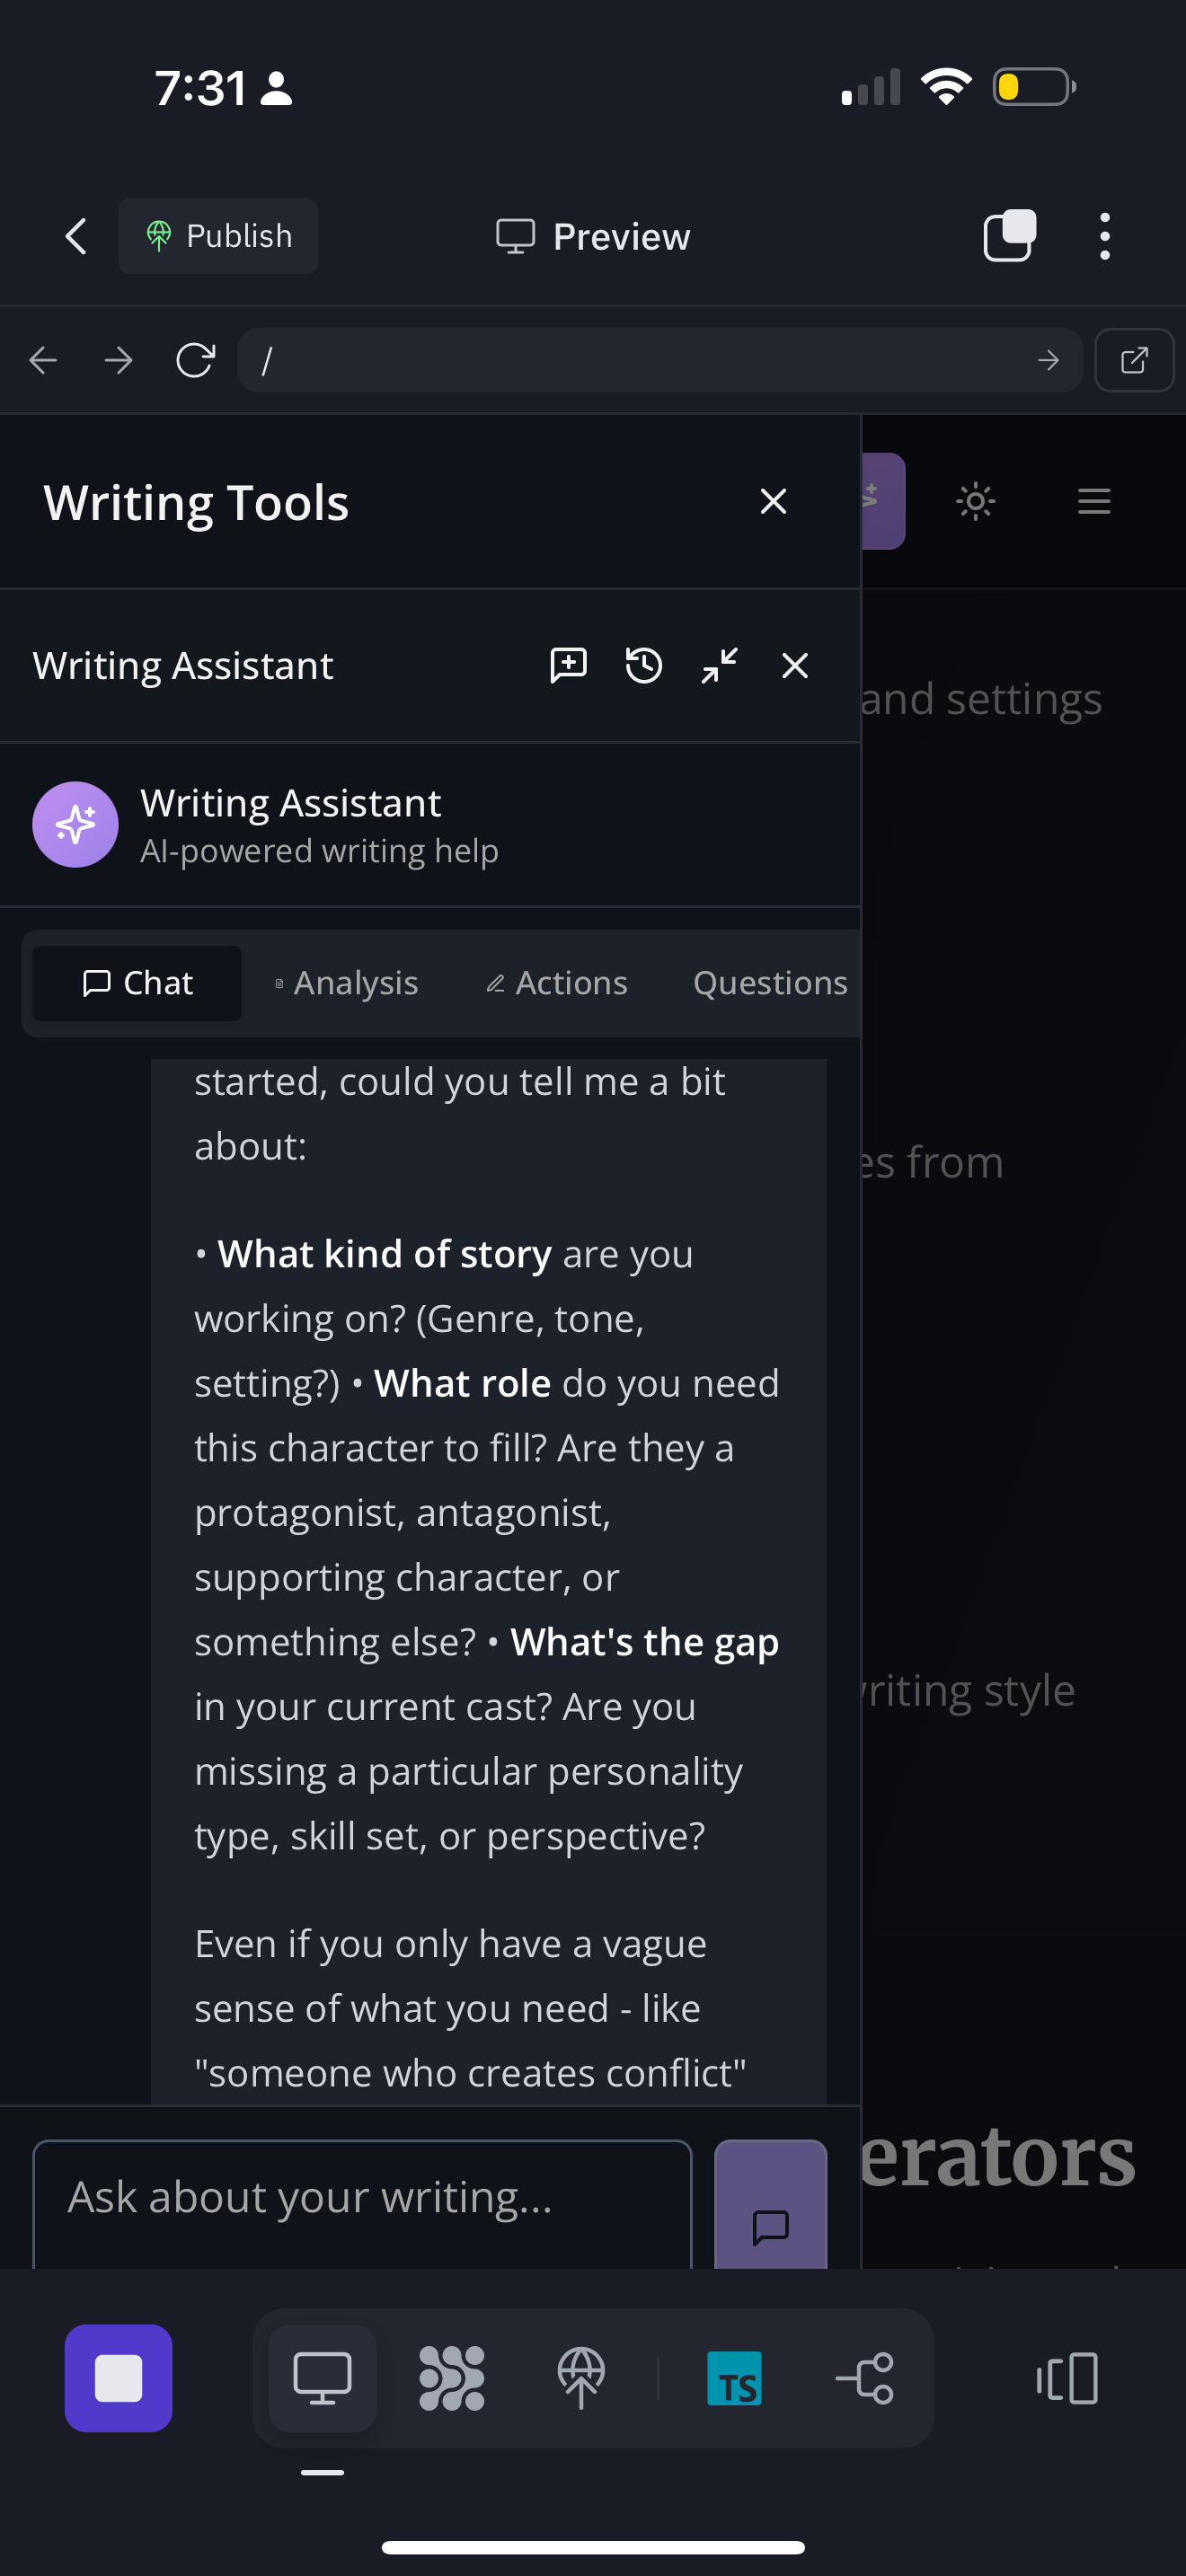 7:31
Publish
Preview
/
Writing Tools
and settings
Writing Assistant
Writing Assistant
AI-powered writing help
Chat
Analysis
Actions
Questions
started, could you tell me a bit
about:
es from
• What kind of story are you
working on? (Genre, tone,
setting?) • What role do you need
this character to fill? Are they a
protagonist, antagonist,
supporting character, or
something else? • What's the gap
in your current cast? Are you
writing style
missing a particular personality
type, skill set, or perspective?
Even if you only have a vague
sense of what you need - like
"someone who creates conflict"
erators
Ask about your writing...
TS